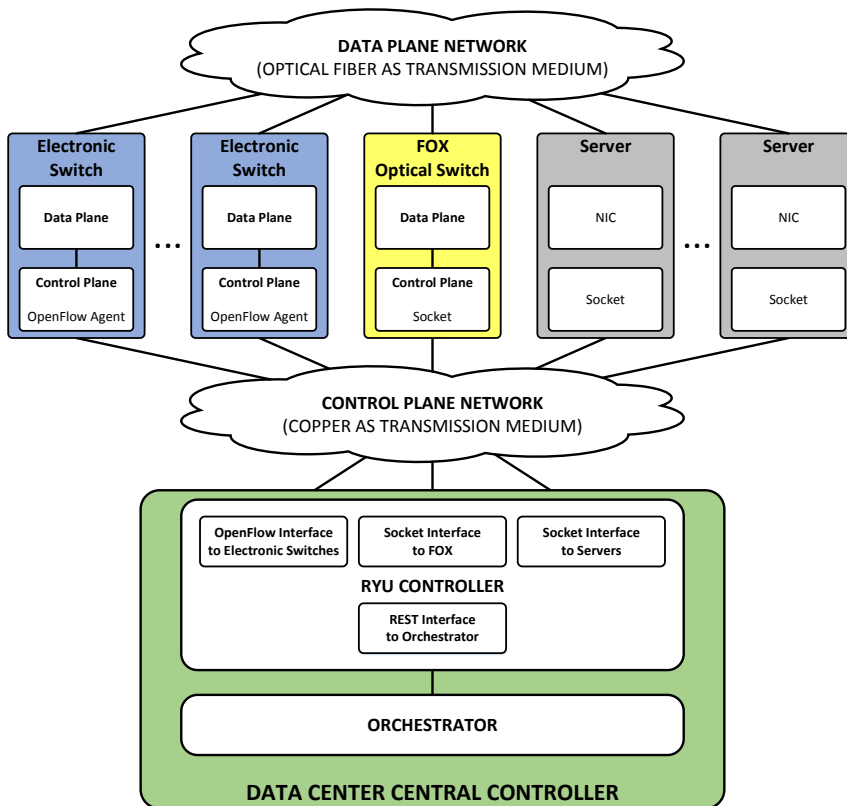 DATA PLANE NETWORK
(OPTICAL FIBER AS TRANSMISSION MEDIUM)
Electronic
Switch
Data Plane
Control Plane
OpenFlow Agent
...
Electronic
Switch
Data Plane
Control Plane
OpenFlow Agent
FOX
Optical Switch
Data Plane
Control Plane
Socket
Server
NIC
Socket
...
Server
NIC
Socket
CONTROL PLANE NETWORK
(COPPER AS TRANSMISSION MEDIUM)
OpenFlow Interface
to Electronic Switches
Socket Interface
to FOX
Socket Interface
to Servers
RYU CONTROLLER
REST Interface
to Orchestrator
ORCHESTRATOR
DATA CENTER CENTRAL CONTROLLER